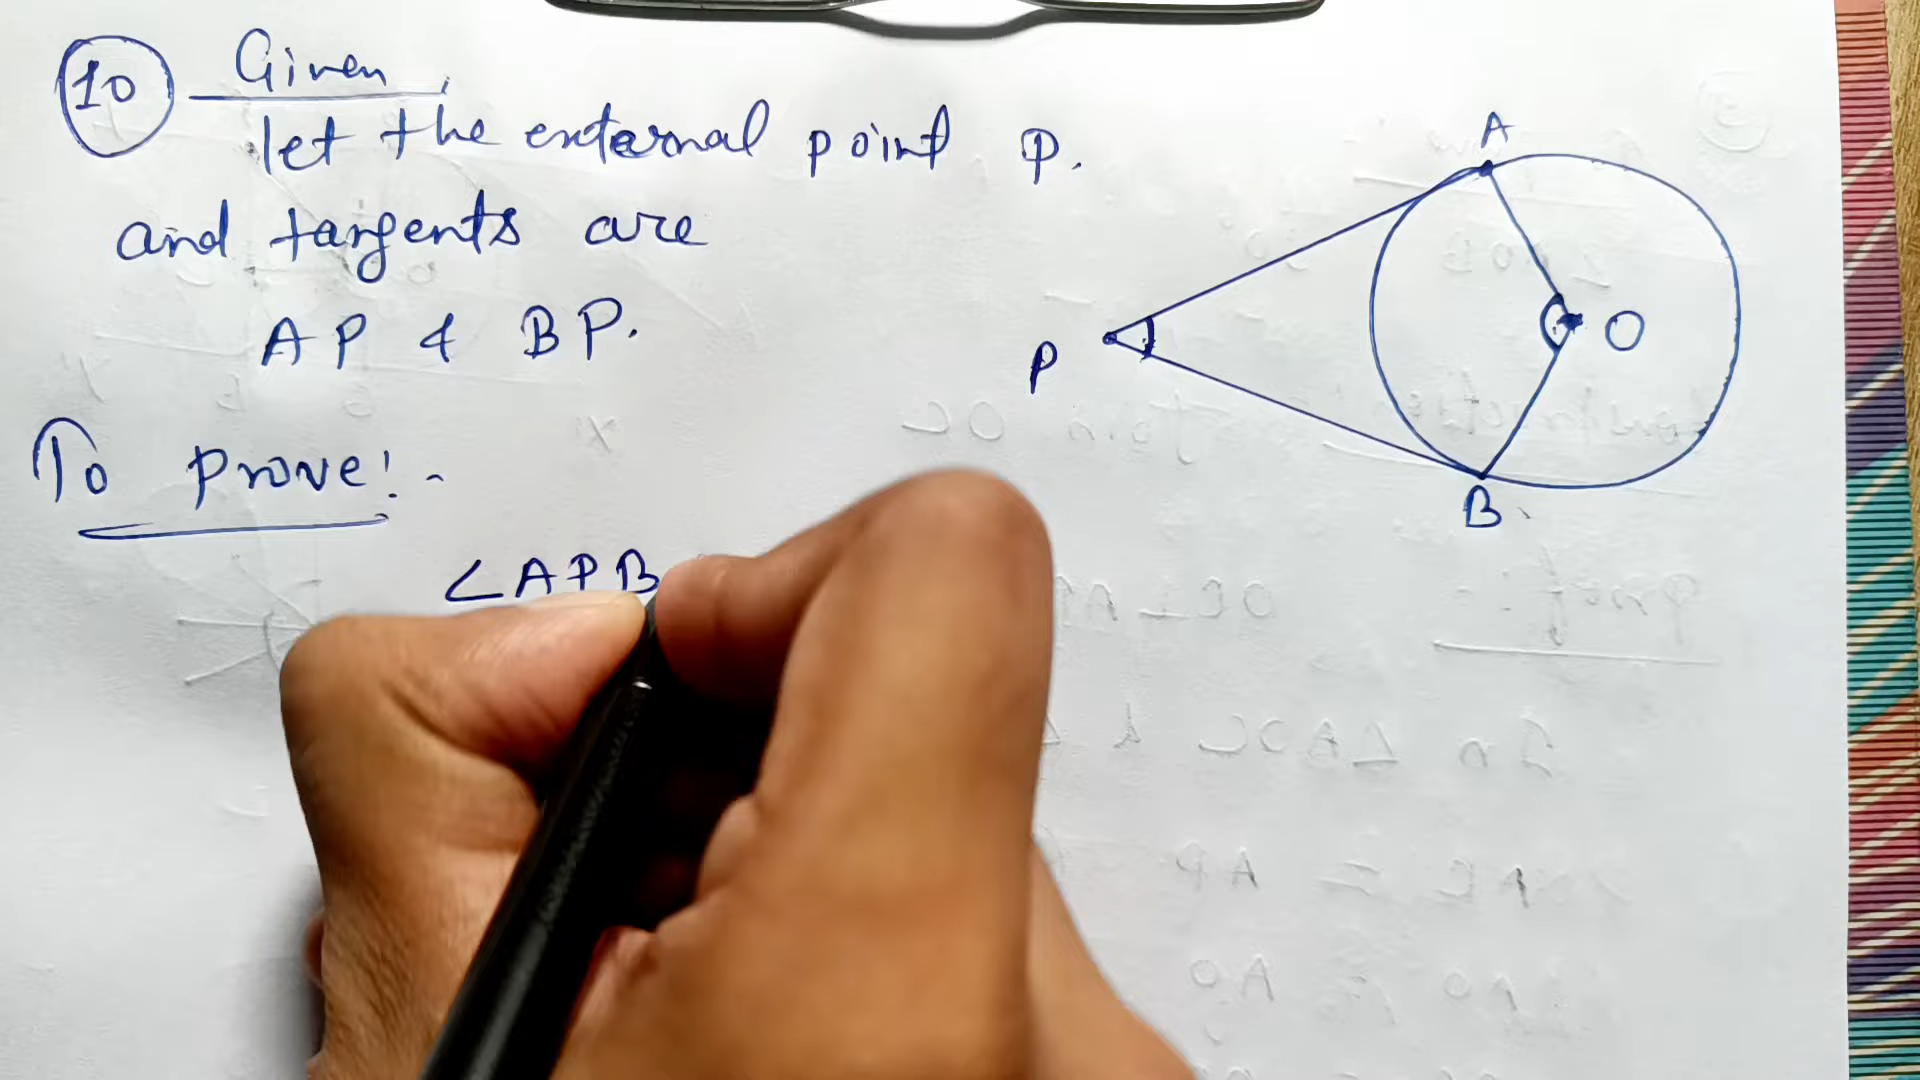 10 Given
let the external point P.
and tangents are
AP & BP.
To prove:-
∠APB
A
P
O
B